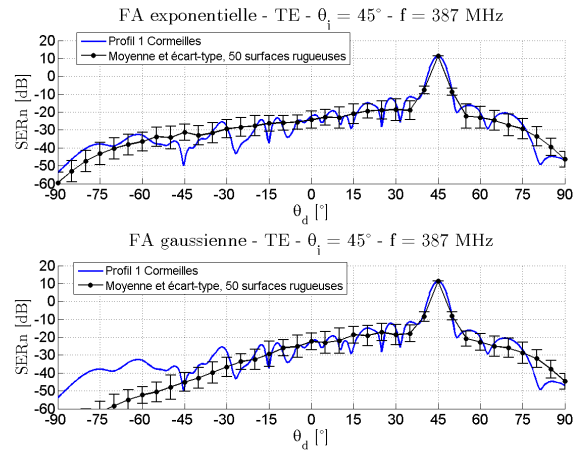 FA exponentielle - TE - θi = 45° - f = 387 MHz
Profil 1 Cormeilles
Moyenne et écart-type, 50 surfaces rugueuses
SERn [dB]
20
10
0
-10
-20
-30
-40
-50
-60
-90 -75 -60 -45 -30 -15 0 15 30 45 60 75 90
θd [°]
FA gaussienne - TE - θi = 45° - f = 387 MHz
Profil 1 Cormeilles
Moyenne et écart-type, 50 surfaces rugueuses
SERn [dB]
20
10
0
-10
-20
-30
-40
-50
-60
-90 -75 -60 -45 -30 -15 0 15 30 45 60 75 90
θd [°]